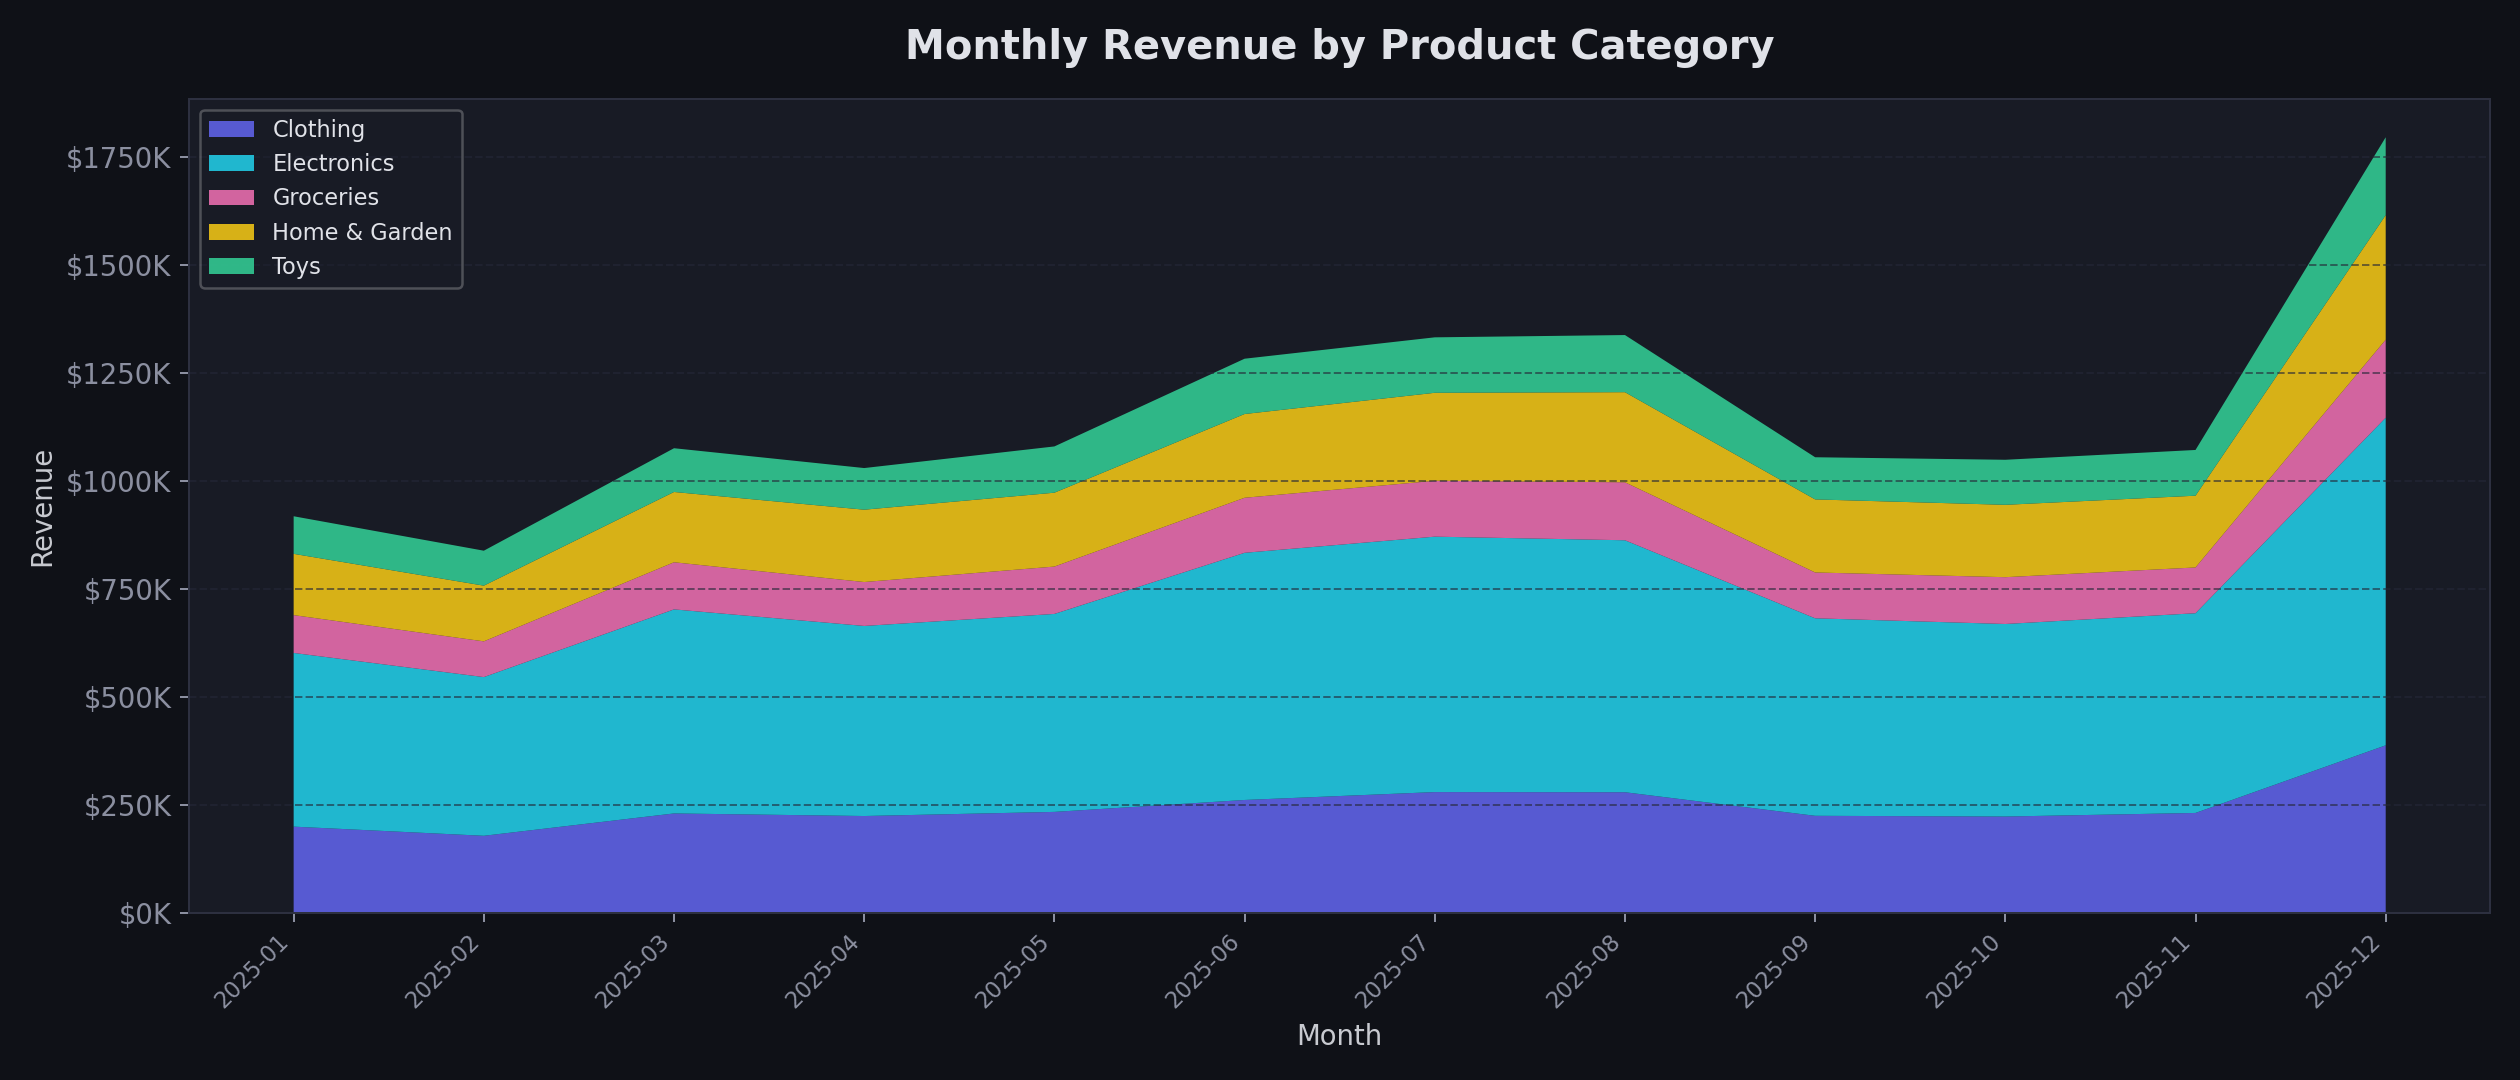 Monthly Revenue by Product Category
Clothing
Electronics
Groceries
Home & Garden
Toys
Revenue
$1750K
$1500K
$1250K
$1000K
$750K
$500K
$250K
$0K
2025-01
2025-02
2025-03
2025-04
2025-05
2025-06
2025-07
2025-08
2025-09
2025-10
2025-11
2025-12
Month